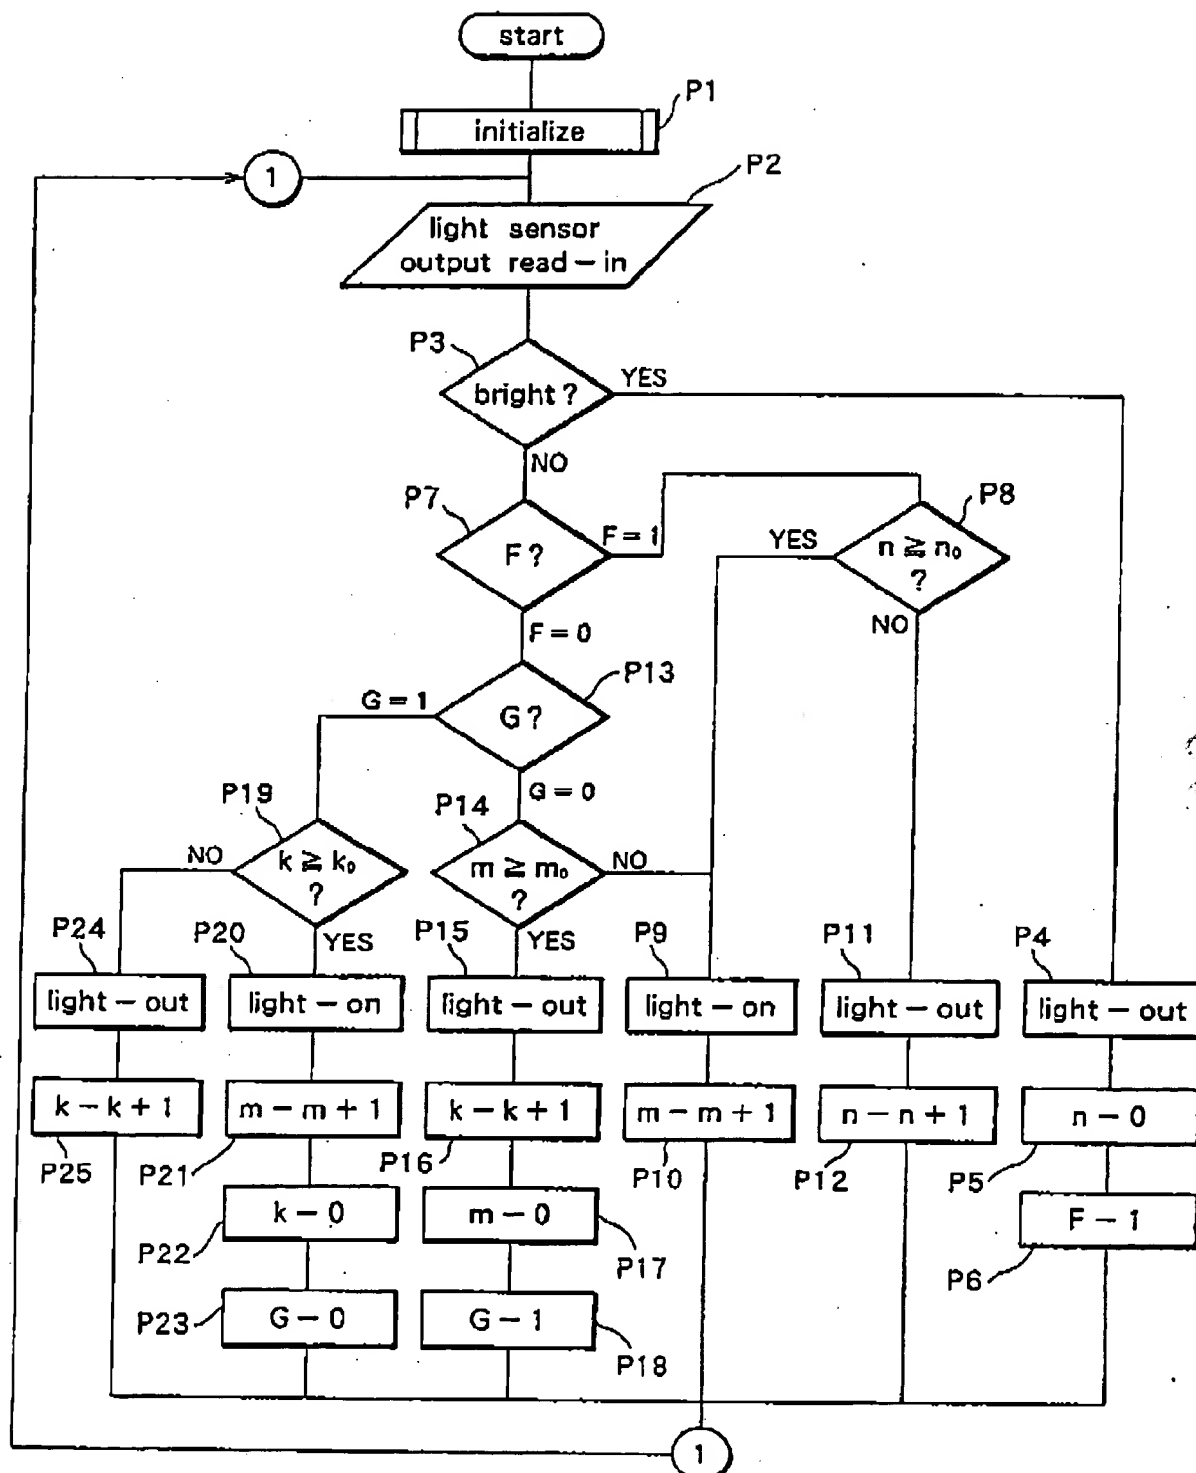 start
P1
initialize
1
P2
light sensor
output read-in
P3
bright?
YES
NO
P7
F?
F=1
P8
n ≧ n₀
?
YES
NO
F=0
P13
G?
G=1
G=0
P19
k ≧ k₀
?
NO
YES
P14
m ≧ m₀
?
NO
YES
P24
light-out
P20
light-on
P15
light-out
P9
light-on
P11
light-out
P4
light-out
k-k+1
P25
m-m+1
P21
k-k+1
P16
m-m+1
P10
n-n+1
P12
n-0
P5
k-0
P22
m-0
P17
F-1
P6
G-0
P23
G-1
P18
1